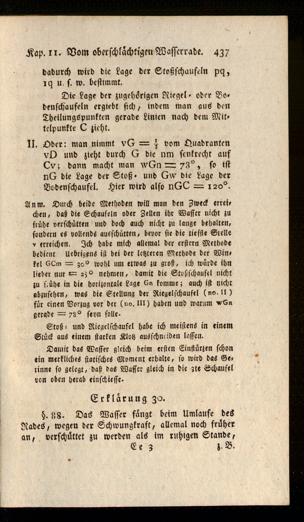 Kap. 11. Vom oberschlächtigen Wasserrade. 437
dadurch wird die Lage der Stoßschaufeln pq,
1q u. s. w. bestimmt.
Die Lage der zugehörigen Riegel- oder Bo-
denschaufeln ergiebt sich, indem man aus den
Theilungspunkten gerade Linien nach dem Mit-
telpunkte C zieht.
II. Oder: man nimmt vG = vom Quadranten
vD und zieht durch G die nm senkrecht auf
Cv; dann macht man wGn = 73°, so ist
nG die Lage der Stoß- und Gw die Lage der
Bodenschaufel. Hier wird also nGC = 120°.
Anw. Durch beide Methoden will man den Zweck errei-
chen, daß die Schaufeln oder Zellen ihr Wasser nicht zu
frühe verschütten und doch auch nicht zu lange behalten,
sondern es vollends ausschütten, bevor sie die tiefste Stelle
v erreichen. Ich habe mich allemal der ersten Methode
bedient Uebrigens ist bei der letzteren Methode der Win-
kel GCm = 30° wohl um etwas zu groß, ich würde ihn
lieber nur = 25° nehmen, damit die Stoßschaufel nicht
zu frühe in die horizontale Lage Gn komme; auch ist nicht
abzusehen, was die Stellung der Riegelschaufel (no. II)
für einen Vorzug vor der (no. III) haben und warum wGn
gerade = 73° seyn solle.
Stoß- und Riegelschaufel habe ich meistens in einem
Stück aus einem starken Klotz ausschneiden lassen.
Damit das Wasser gleich beim ersten Einstürzen schon
ein merkliches statisches Moment erhalte, so wird das Ge-
rinne so gelegt, daß das Wasser gleich in die 2te Schaufel
von oben herab einschiesse.
Erklärung 30.
§. 88. Das Wasser fängt beim Umlaufe des
Rades, wegen der Schwungkraft, allemal noch früher
an, verschüttet zu werden als im ruhigen Stande,
Ee 3 z. B.